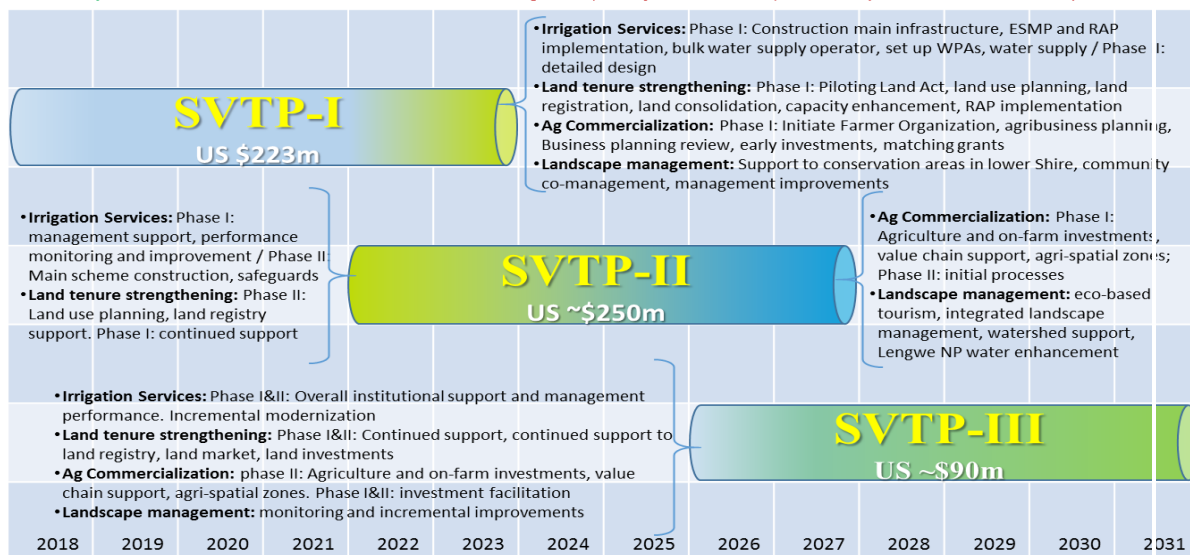 •Irrigation Services: Phase I: Construction main infrastructure, ESMP and RAP
implementation, bulk water supply operator, set up WPAs, water supply / Phase I:
detailed design
•Land tenure strengthening: Phase I: Piloting Land Act, land use planning, land
registration, land consolidation, capacity enhancement, RAP implementation
•Ag Commercialization: Phase I: Initiate Farmer Organization, agribusiness planning,
Business planning review, early investments, matching grants
•Landscape management: Support to conservation areas in lower Shire, community
co-management, management improvements
SVTP-I
US $223m
•Irrigation Services: Phase I:
management support, performance
monitoring and improvement / Phase II:
Main scheme construction, safeguards
•Land tenure strengthening: Phase II:
Land use planning, land registry
support. Phase I: continued support
SVTP-II
US ~$250m
•Ag Commercialization: Phase I:
Agriculture and on-farm investments,
value chain support, agri-spatial zones;
Phase II: initial processes
•Landscape management: eco-based
tourism, integrated landscape
management, watershed support,
Lengwe NP water enhancement
•Irrigation Services: Phase I&II: Overall institutional support and management
performance. Incremental modernization
•Land tenure strengthening: Phase I&II: Continued support, continued support to
land registry, land market, land investments
•Ag Commercialization: phase II: Agriculture and on-farm investments, value
chain support, agri-spatial zones. Phase I&II: investment facilitation
•Landscape management: monitoring and incremental improvements
SVTP-III
US ~$90m
2018 2019 2020 2021 2022 2023 2024 2025 2026 2027 2028 2029 2030 2031